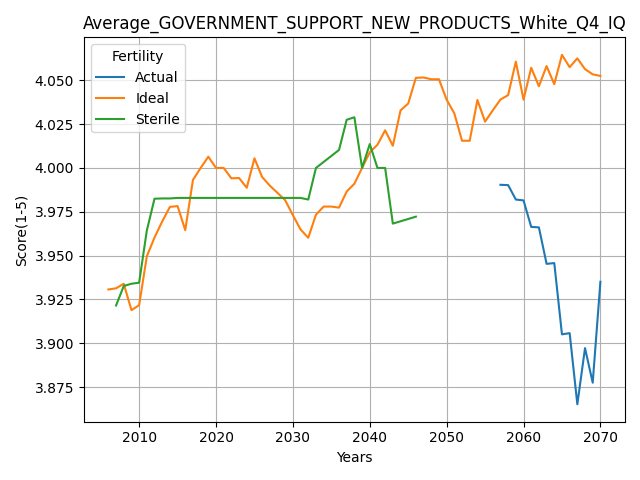 Average_GOVERNMENT_SUPPORT_NEW_PRODUCTS_White_Q4_IQ
Fertility
Actual
Ideal
Sterile
Score(1-5)
4.050
4.025
4.000
3.975
3.950
3.925
3.900
3.875
2010 2020 2030 2040 2050 2060 2070
Years